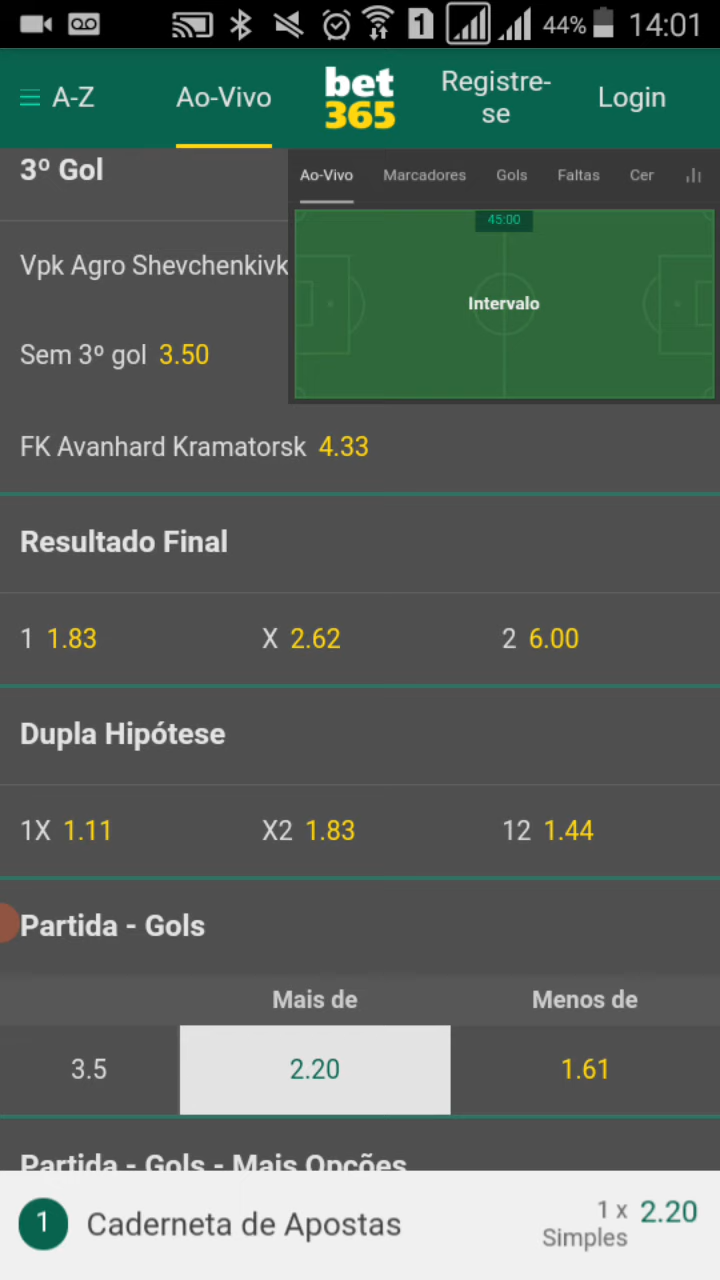 1 44% 14:01
A-Z Ao-Vivo bet365 Registre-se Login
3º Gol
Ao-Vivo Marcadores Gols Faltas Cer
45:00
Vpk Agro Shevchenkivk
Intervalo
Sem 3º gol 3.50
FK Avanhard Kramatorsk 4.33
Resultado Final
1 1.83 X 2.62 2 6.00
Dupla Hipótese
1X 1.11 X2 1.83 12 1.44
Partida - Gols
Mais de Menos de
3.5 2.20 1.61
Partida - Gols - Mais Opções
1 Caderneta de Apostas 1 x Simples 2.20